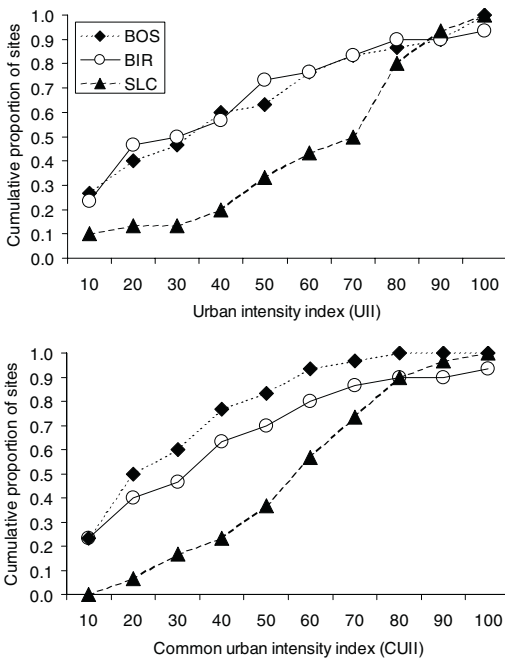 Cumulative proportion of sites
1.0
0.9
0.8
0.7
0.6
0.5
0.4
0.3
0.2
0.1
0.0
BOS
BIR
SLC
10 20 30 40 50 60 70 80 90 100
Urban intensity index (UII)
Cumulative proportion of sites
1.0
0.9
0.8
0.7
0.6
0.5
0.4
0.3
0.2
0.1
0.0
10 20 30 40 50 60 70 80 90 100
Common urban intensity index (CUII)